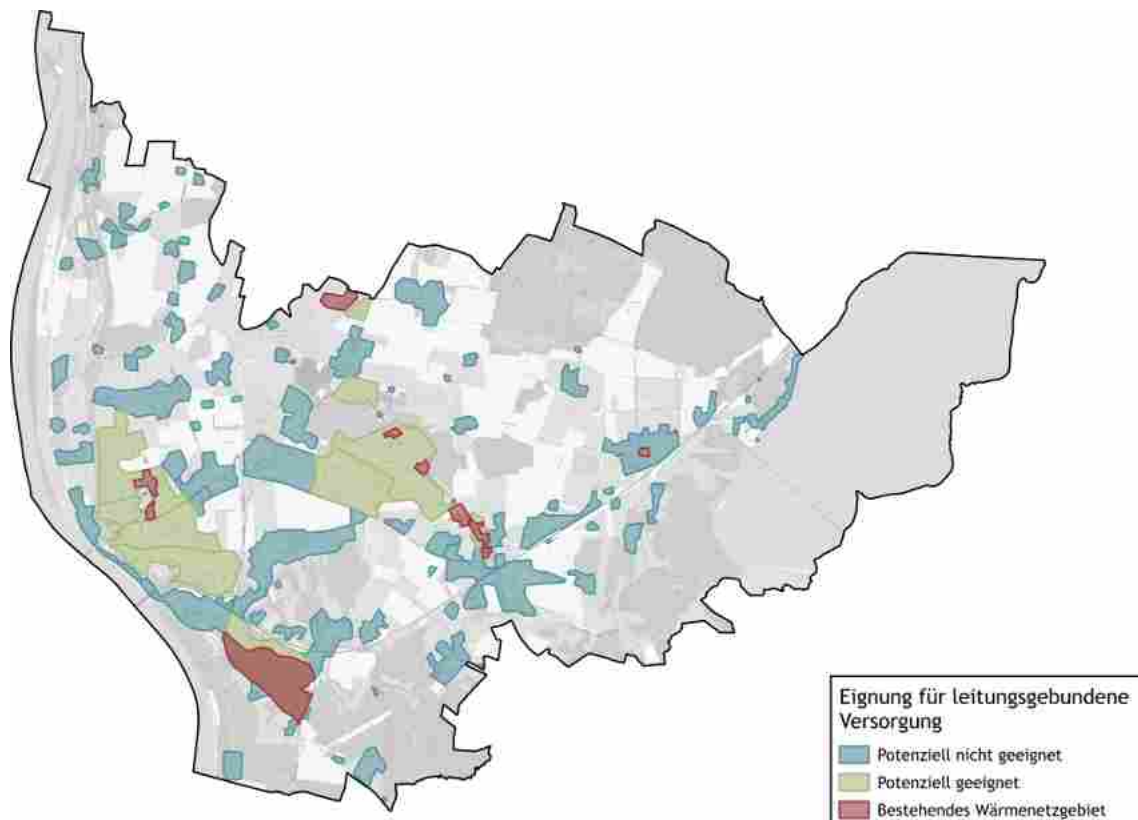 Eignung für leitungsgebundene
Versorgung
Potenziell nicht geeignet
Potenziell geeignet
Bestehendes Wärmenetzgebiet